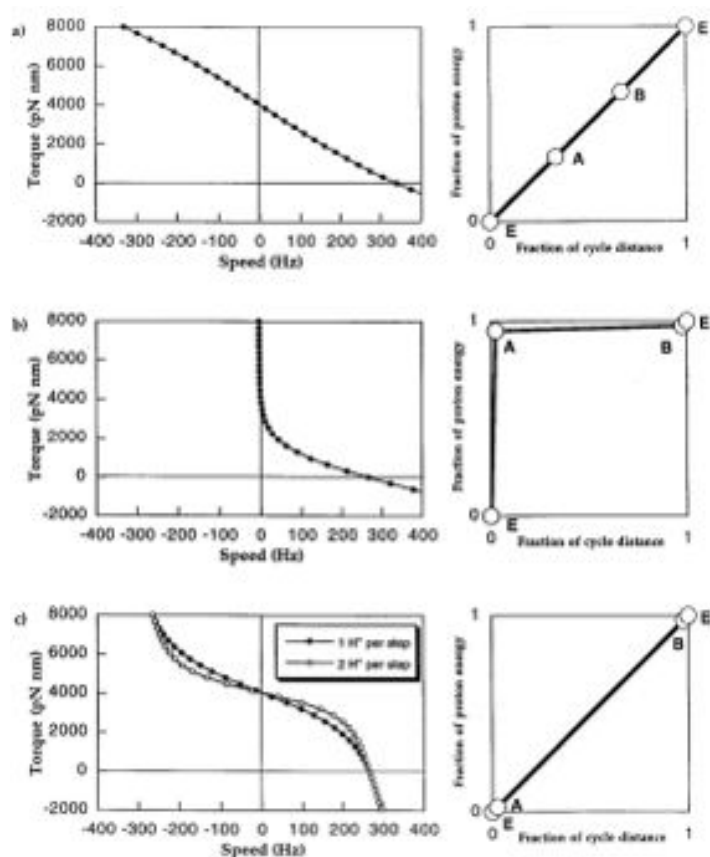 a)
8000
6000
4000
2000
0
-2000
Torque (pN nm)
-400 -300 -200 -100 0 100 200 300 400
Speed (Hz)
1
E
B
A
0
E
0 1
Fraction of proton energy
Fraction of cycle distance
b)
8000
6000
4000
2000
0
-2000
Torque (pN nm)
-400 -300 -200 -100 0 100 200 300 400
Speed (Hz)
1
E
A
B
0
E
0 1
Fraction of proton energy
Fraction of cycle distance
c)
8000
6000
4000
2000
0
-2000
Torque (pN nm)
1 H⁺ per step
2 H⁺ per step
-400 -300 -200 -100 0 100 200 300 400
Speed (Hz)
1
E
B
A
0
E
0 1
Fraction of proton energy
Fraction of cycle distance